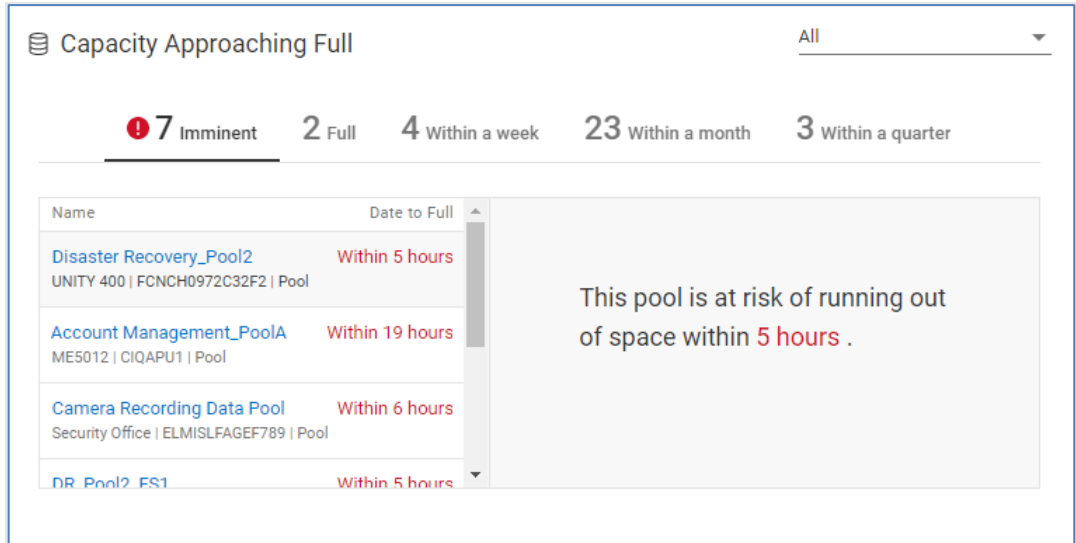 Capacity Approaching Full
All
7 Imminent
2 Full
4 Within a week
23 Within a month
3 Within a quarter
Name Date to Full
Disaster Recovery_Pool2 Within 5 hours
UNITY 400 | FCNCH0972C32F2 | Pool
Account Management_PoolA Within 19 hours
ME5012 | CIQAPU1 | Pool
Camera Recording Data Pool Within 6 hours
Security Office | ELMISLFAGEF789 | Pool
DR_Pool2_FS1 Within 5 hours
This pool is at risk of running out
of space within 5 hours .